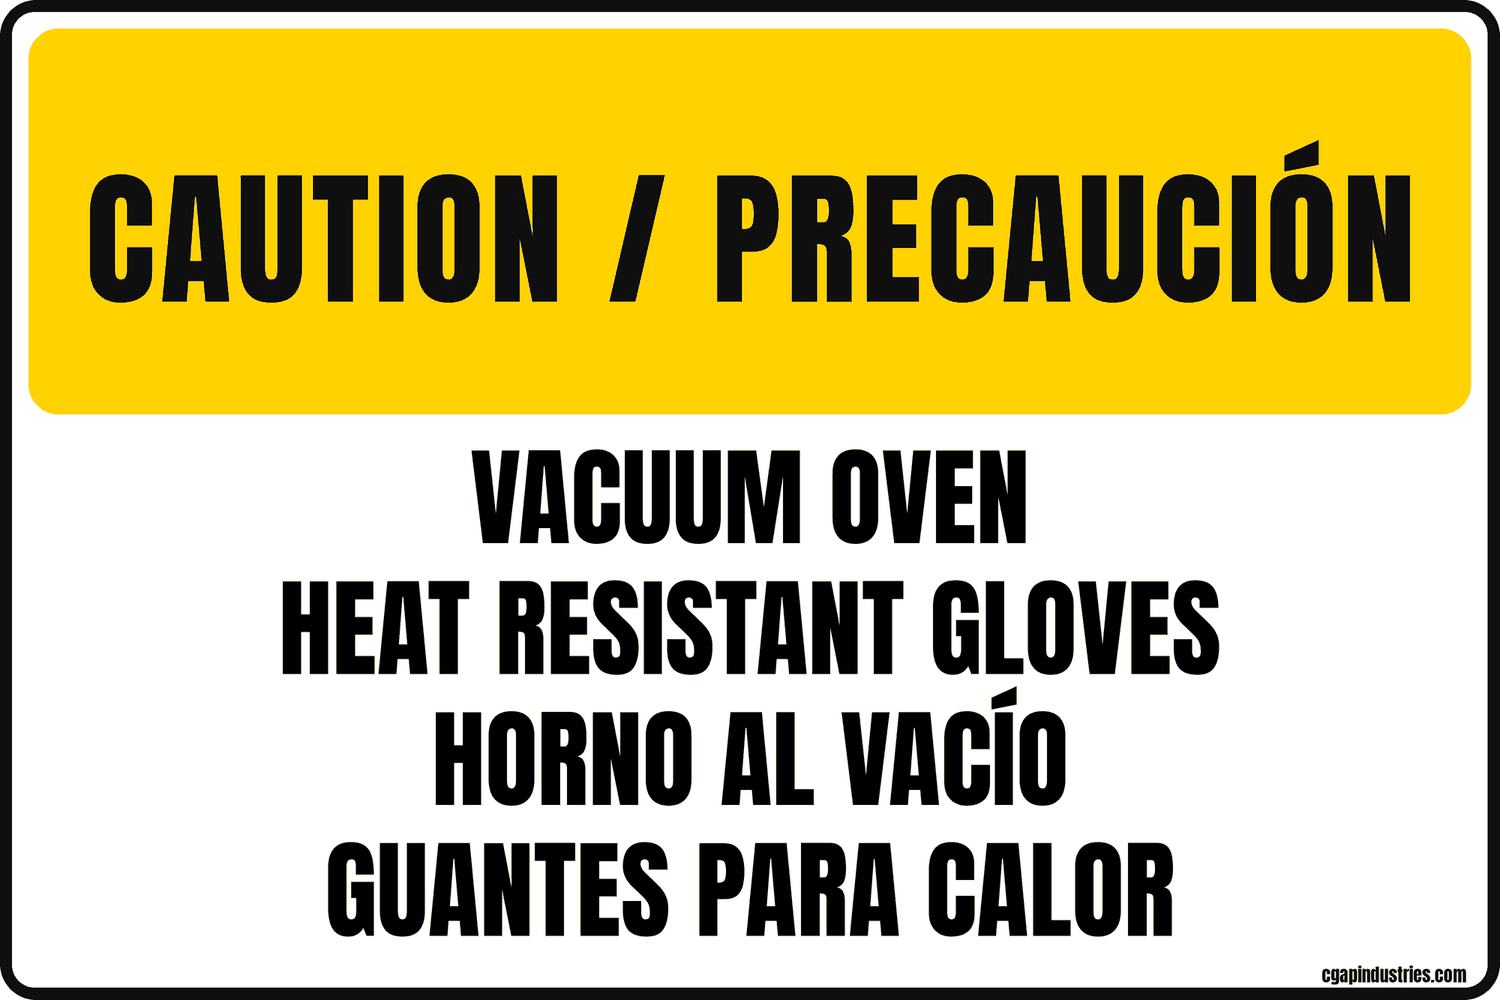 CAUTION / PRECAUCIÓN
VACUUM OVEN
HEAT RESISTANT GLOVES
HORNO AL VACÍO
GUANTES PARA CALOR
cgapindustries.com